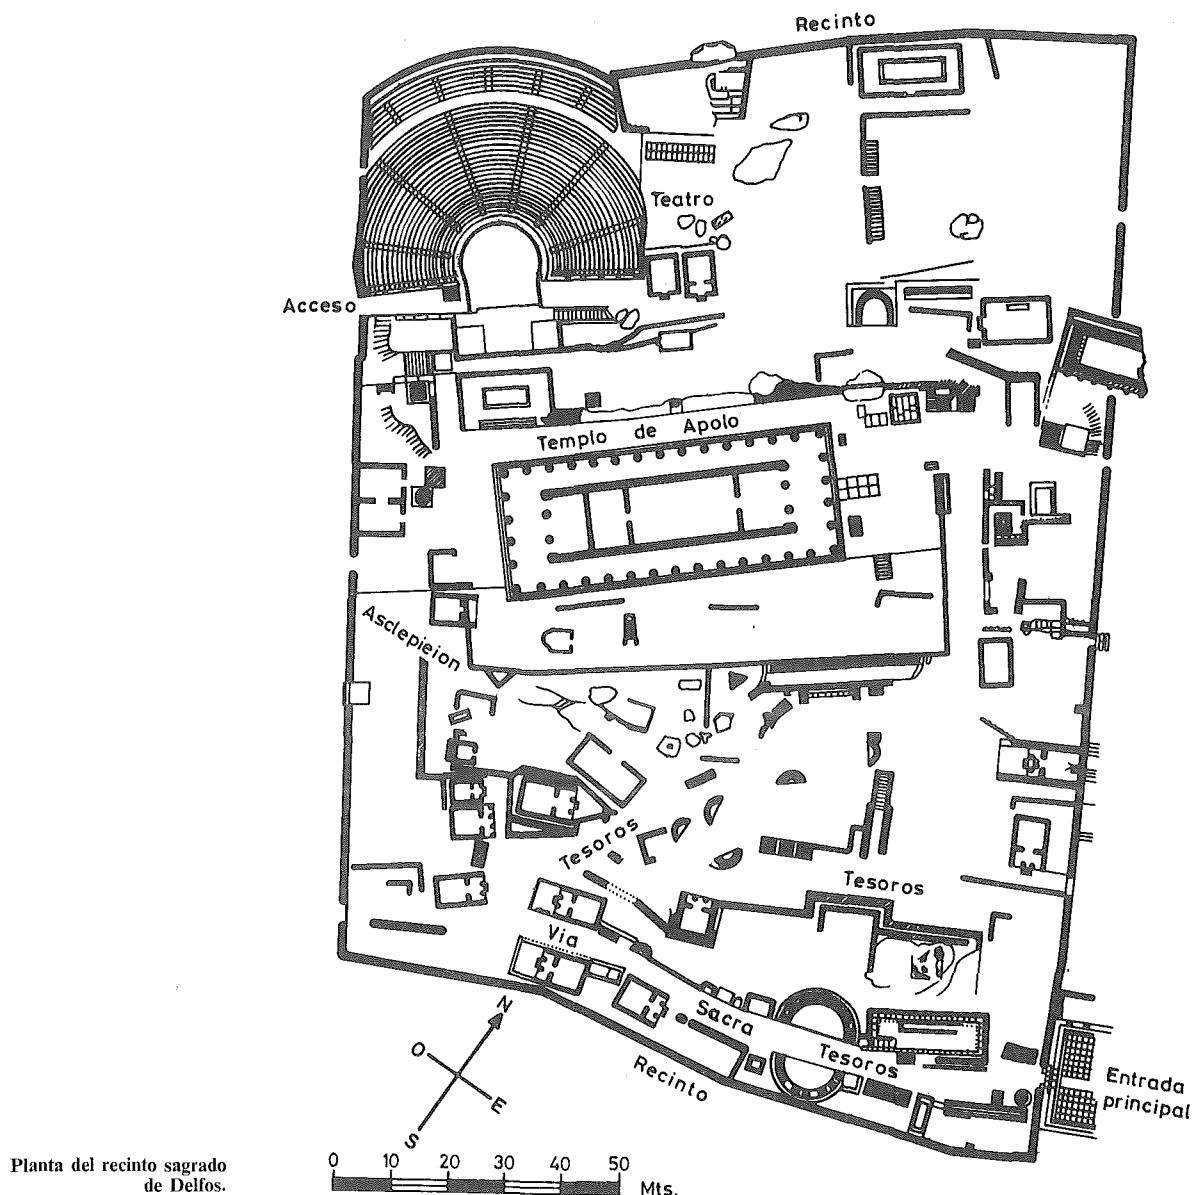 Recinto
Teatro
Acceso
Templo de Apolo
Asclepieion
Tesoros
Tesoros
Via
Sacra
Tesoros
Recinto
Entrada
principal
N
O
E
S
Planta del recinto sagrado
de Delfos.
0 10 20 30 40 50
Mts.